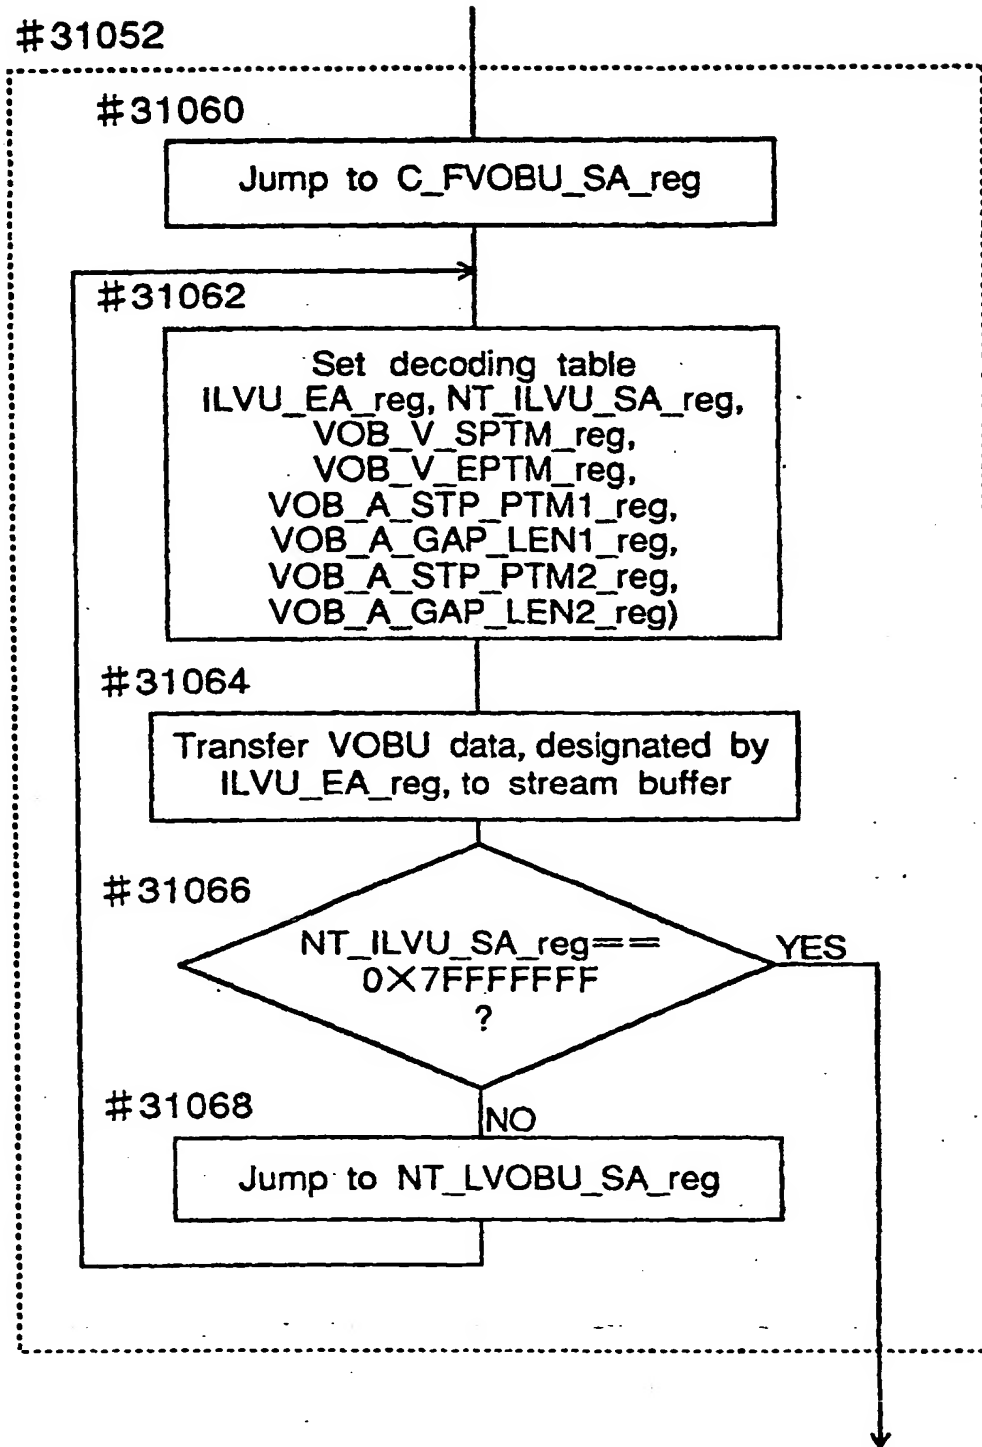 #31052
#31060
Jump to C_FVOBU_SA_reg
#31062
Set decoding table
ILVU_EA_reg, NT_ILVU_SA_reg,
VOB_V_SPTM_reg,
VOB_V_EPTM_reg,
VOB_A_STP_PTM1_reg,
VOB_A_GAP_LEN1_reg,
VOB_A_STP_PTM2_reg,
VOB_A_GAP_LEN2_reg)
#31064
Transfer VOBU data, designated by
ILVU_EA_reg, to stream buffer
#31066
NT_ILVU_SA_reg==
0X7FFFFFFF
?
YES
#31068
NO
Jump to NT_LVOBU_SA_reg